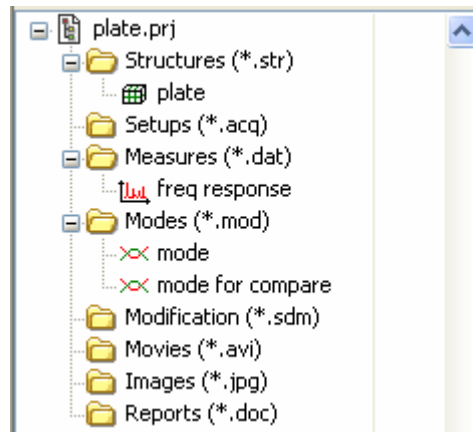 plate.prj
Structures (*.str)
plate
Setups (*.acq)
Measures (*.dat)
freq response
Modes (*.mod)
mode
mode for compare
Modification (*.sdm)
Movies (*.avi)
Images (*.jpg)
Reports (*.doc)